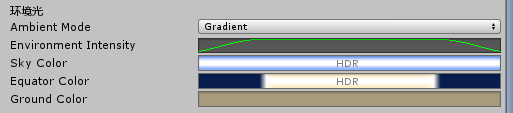 环境光
Ambient Mode Gradient
Environment Intensity
Sky Color HDR
Equator Color HDR
Ground Color